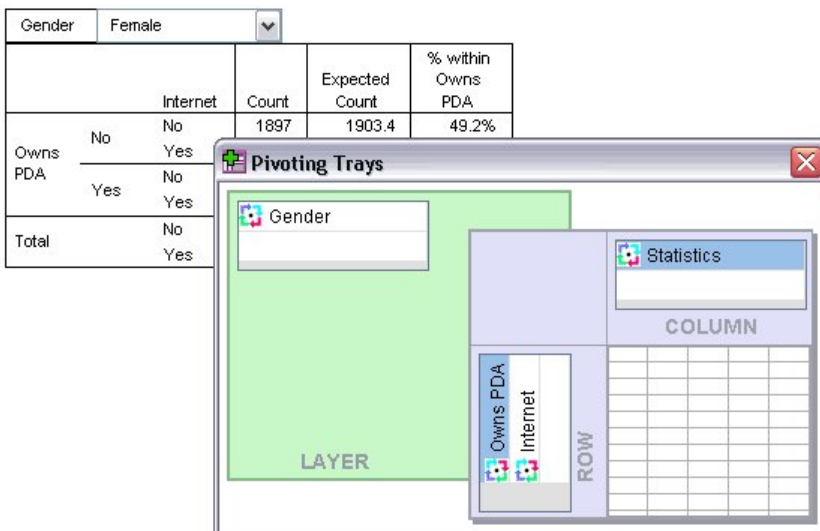 Gender Female
% within
Owns
PDA
Expected
Count
Internet Count
Owns
PDA
No
No 1897 1903.4 49.2%
Yes
Yes
No
Yes
Total
No
Yes
Pivoting Trays
Gender
LAYER
Statistics
COLUMN
Owns PDA
Internet
ROW